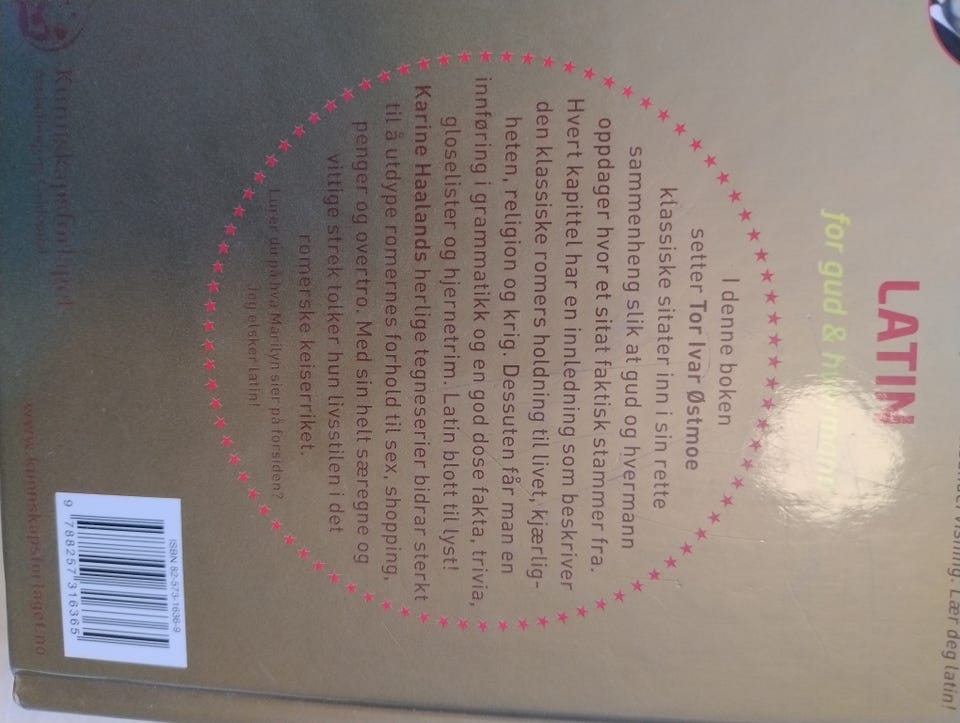 undervisning. Lær deg latin!
LATIN
for gud & hvermann
I denne boken
setter Tor Ivar Østmoe
klassiske sitater inn i sin rette
sammenheng slik at gud og hvermann
oppdager hvor et sitat faktisk stammer fra.
Hvert kapittel har en innledning som beskriver
den klassiske romers holdning til livet, kjærlig-
heten, religion og krig. Dessuten får man en
innføring i grammatikk og en god dose fakta, trivia,
gloselister og hjernetrim. Latin blott til lyst!
Karine Haalands herlige tegneserier bidrar sterkt
til å utdype romernes forhold til sex, shopping,
penger og overtro. Med sin helt særegne og
vittige strek tolker hun livsstilen i det
romerske keiserriket.
Lurer du på hva Marilyn sier på forsiden?
Jeg elsker latin!
ISBN 82-573-1636-9
9 788257 316365
Kunnskapsforlaget
www.kunnskapsforlaget.no